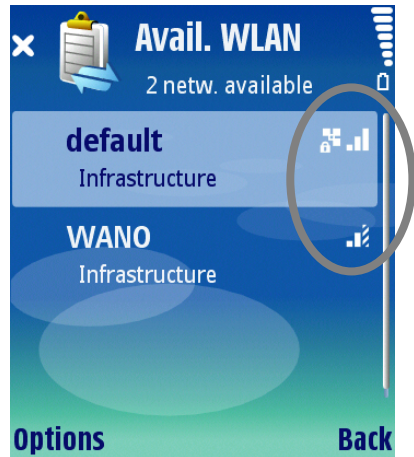 Avail. WLAN
2 netw. available
default
Infrastructure
WANO
Infrastructure
Options Back